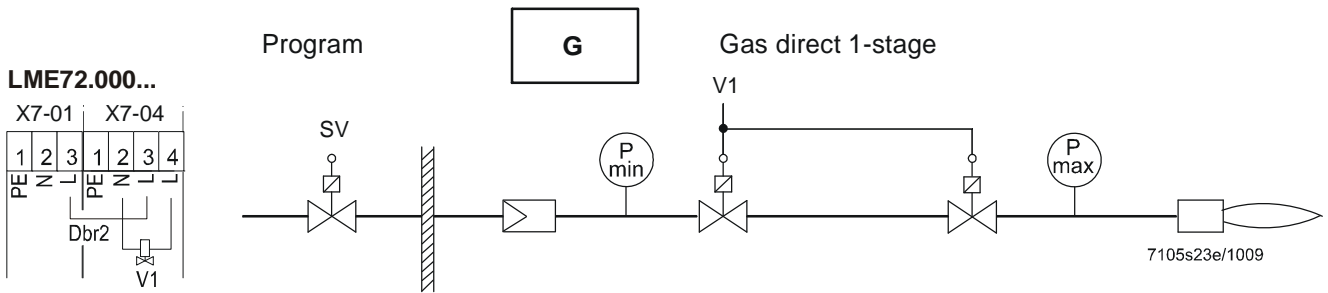 Program G Gas direct 1-stage
LME72.000...
X7-01 X7-04
1 2 3 1 2 3 4
PE N L PE N L L
Dbr2
V1
SV
V1
P min
P max
7105s23e/1009